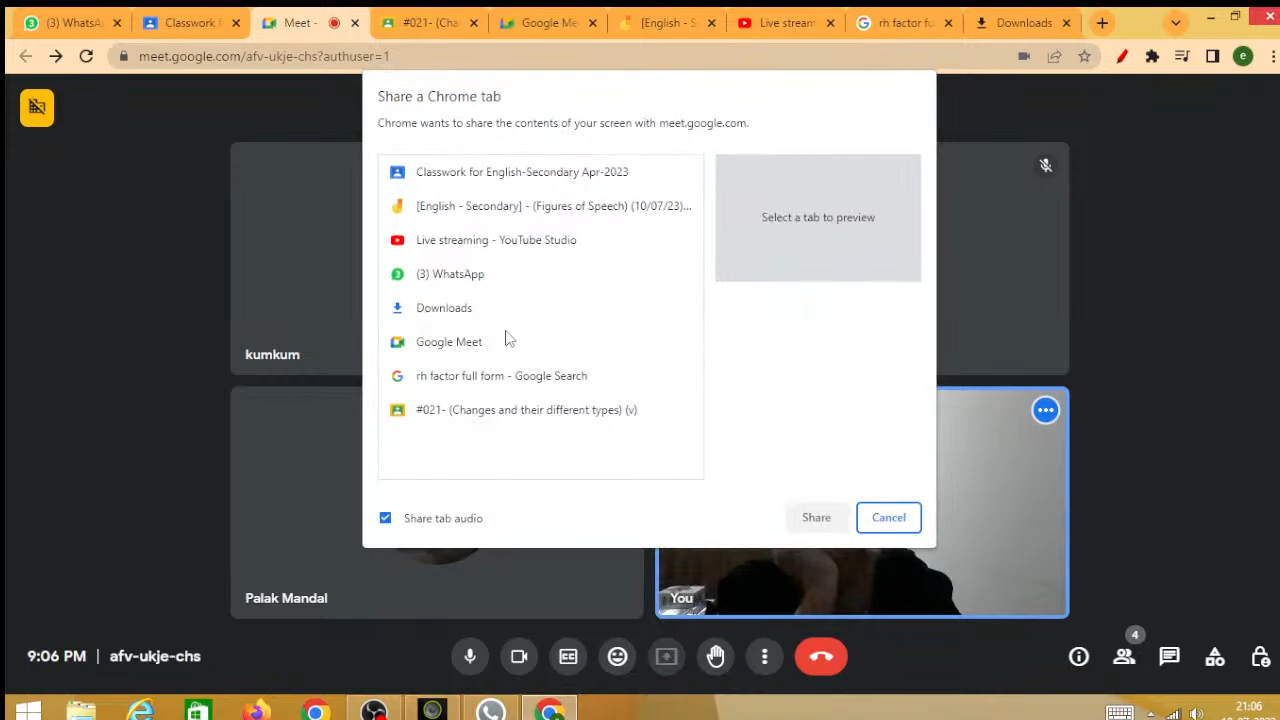 (3) WhatsA
Classwork f
Meet -
#021- (Cha
Google Me
[English - S
Live stream
rh factor fu
Downloads
meet.google.com/afv-ukje-chs?authuser=1
e
Share a Chrome tab
Chrome wants to share the contents of your screen with meet.google.com.
Classwork for English-Secondary Apr-2023
[English - Secondary] - (Figures of Speech) (10/07/23)...
Select a tab to preview
Live streaming - YouTube Studio
(3) WhatsApp
Downloads
Google Meet
rh factor full form - Google Search
#021- (Changes and their different types) (v)
Share tab audio
Share
Cancel
kumkum
Palak Mandal
You
9:06 PM | afv-ukje-chs
4
21:06